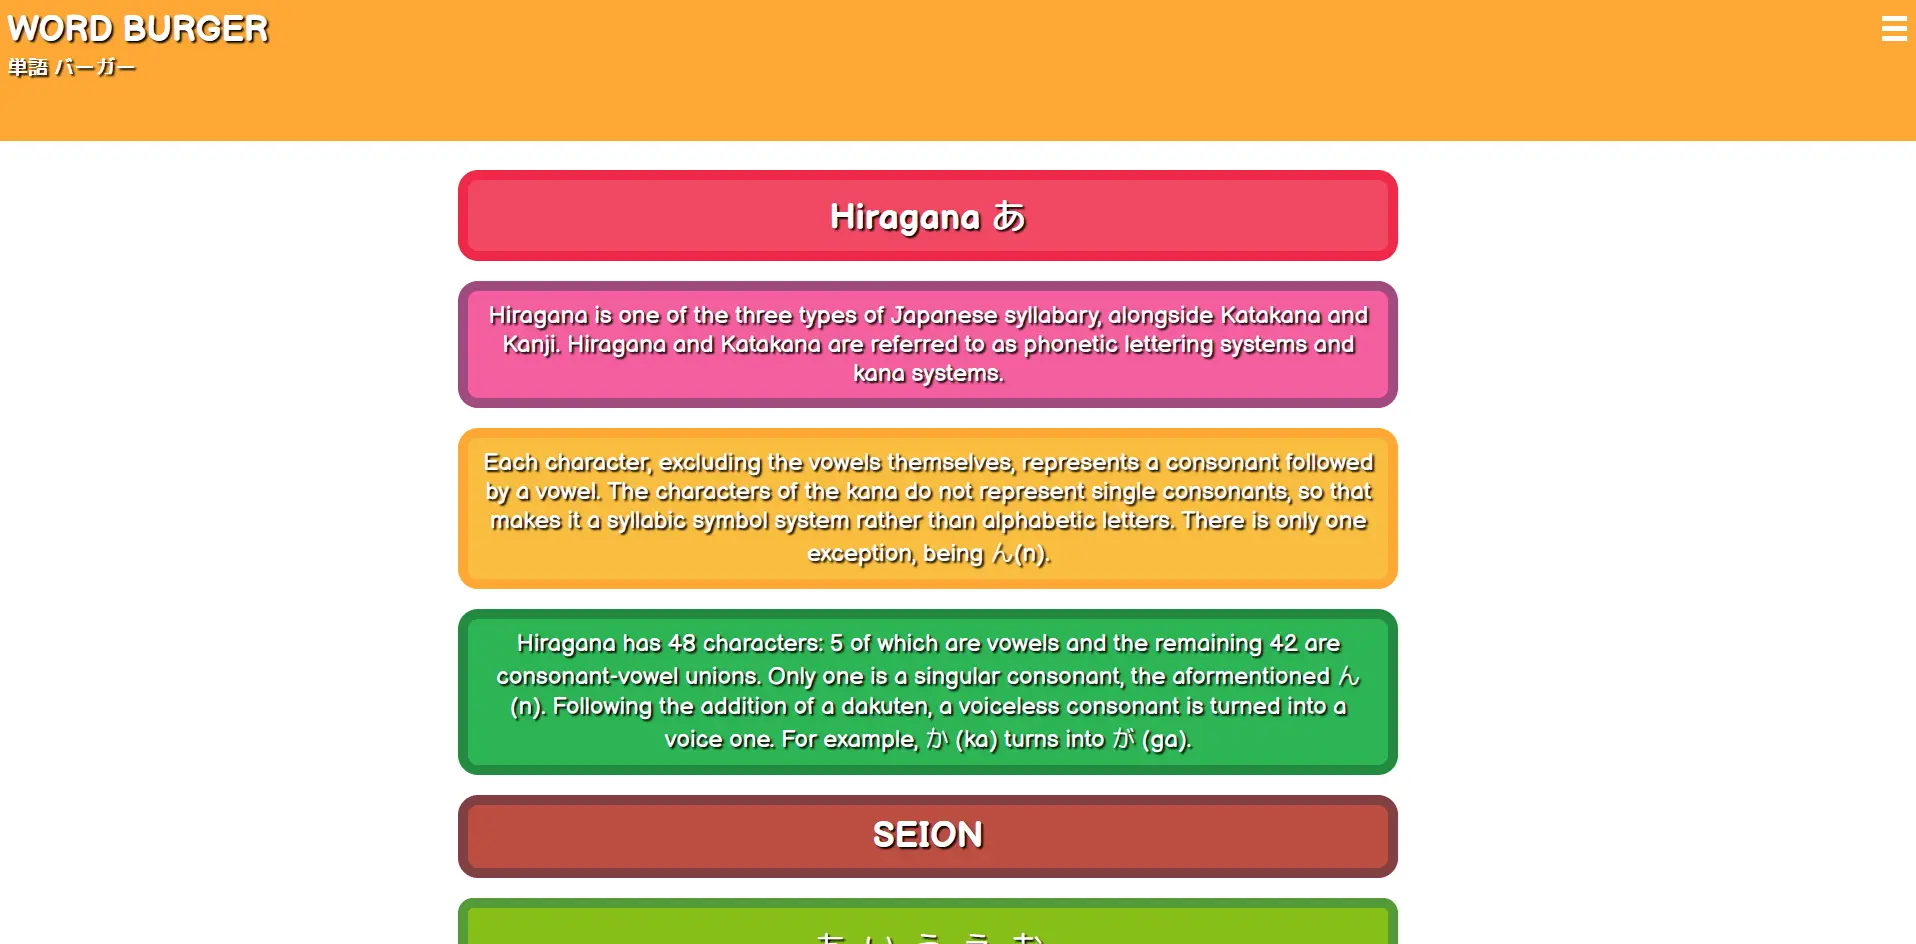 WORD BURGER
単語 バーガー
Hiragana あ
Hiragana is one of the three types of Japanese syllabary, alongside Katakana and
Kanji. Hiragana and Katakana are referred to as phonetic lettering systems and
kana systems.
Each character, excluding the vowels themselves, represents a consonant followed
by a vowel. The characters of the kana do not represent single consonants, so that
makes it a syllabic symbol system rather than alphabetic letters. There is only one
exception, being ん(n).
Hiragana has 48 characters: 5 of which are vowels and the remaining 42 are
consonant-vowel unions. Only one is a singular consonant, the aformentioned ん
(n). Following the addition of a dakuten, a voiceless consonant is turned into a
voice one. For example, か (ka) turns into が (ga).
SEION
あ い う え お